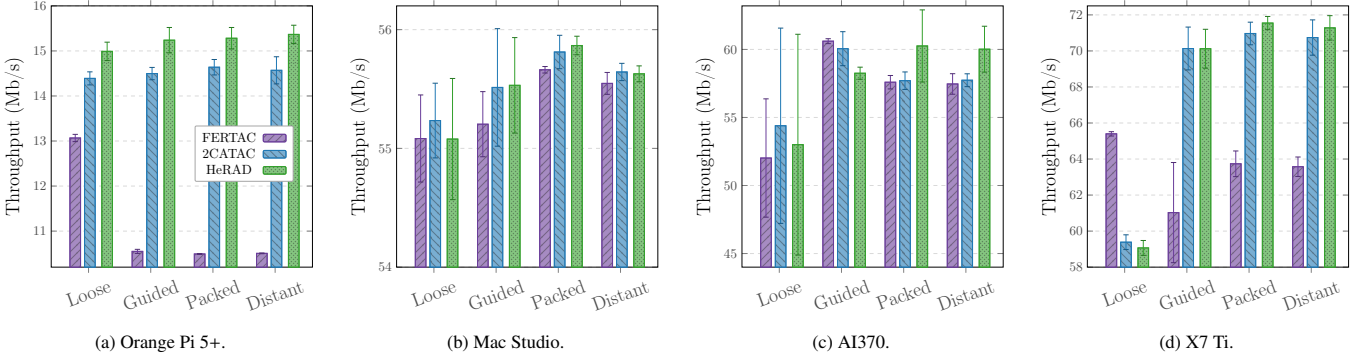 Throughput (Mb/s)
16
15
14
13
12
11
FERTAC
2CATAC
HeRAD
Loose
Guided
Packed
Distant
(a) Orange Pi 5+.
Throughput (Mb/s)
56
55
54
Loose
Guided
Packed
Distant
(b) Mac Studio.
Throughput (Mb/s)
60
55
50
45
Loose
Guided
Packed
Distant
(c) AI370.
Throughput (Mb/s)
72
70
68
66
64
62
60
58
Loose
Guided
Packed
Distant
(d) X7 Ti.